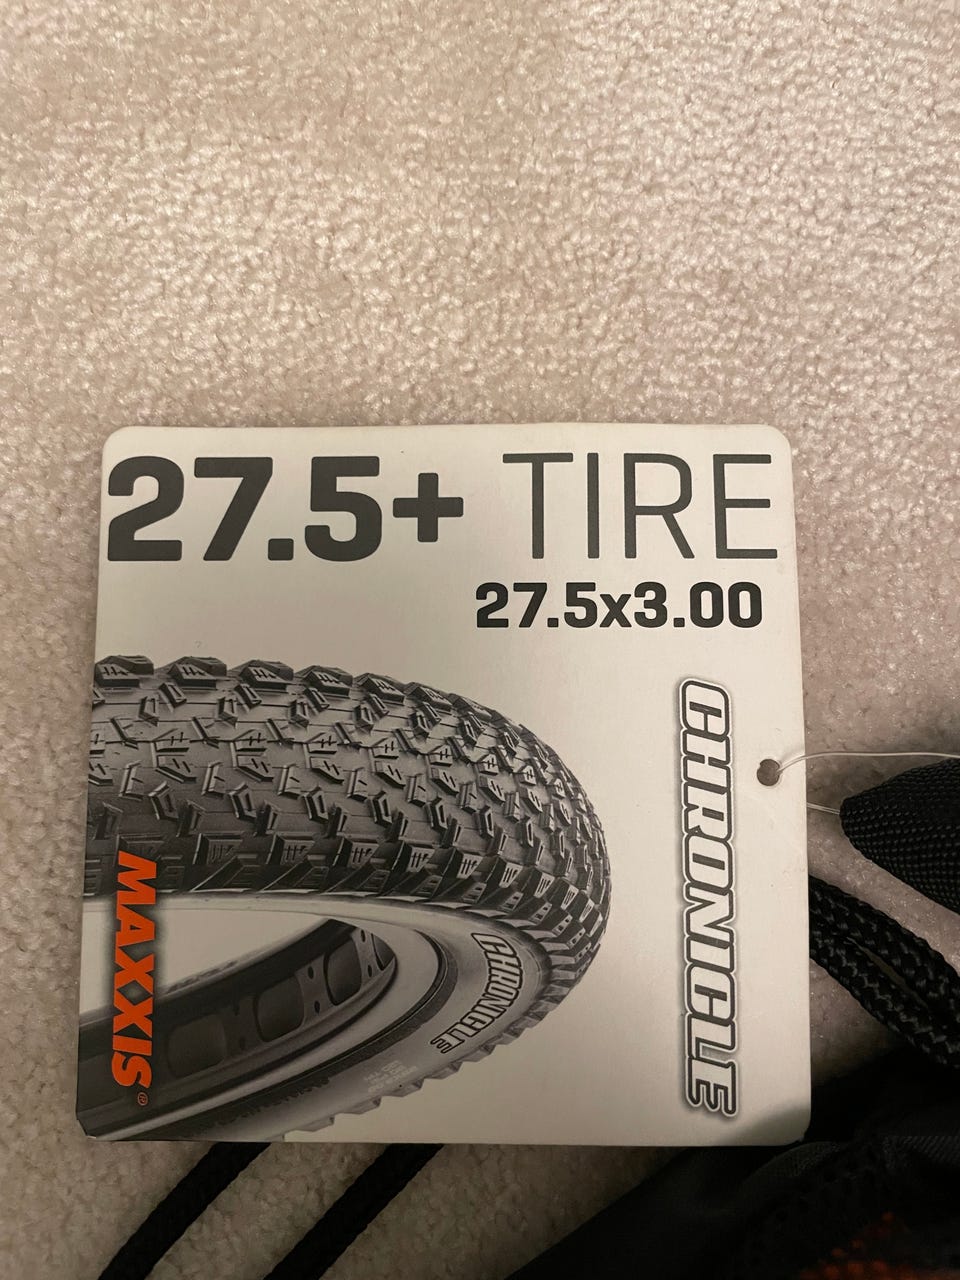 27.5+ TIRE
27.5x3.00
CHRONICLE
MAXXIS®
CHRONICLE